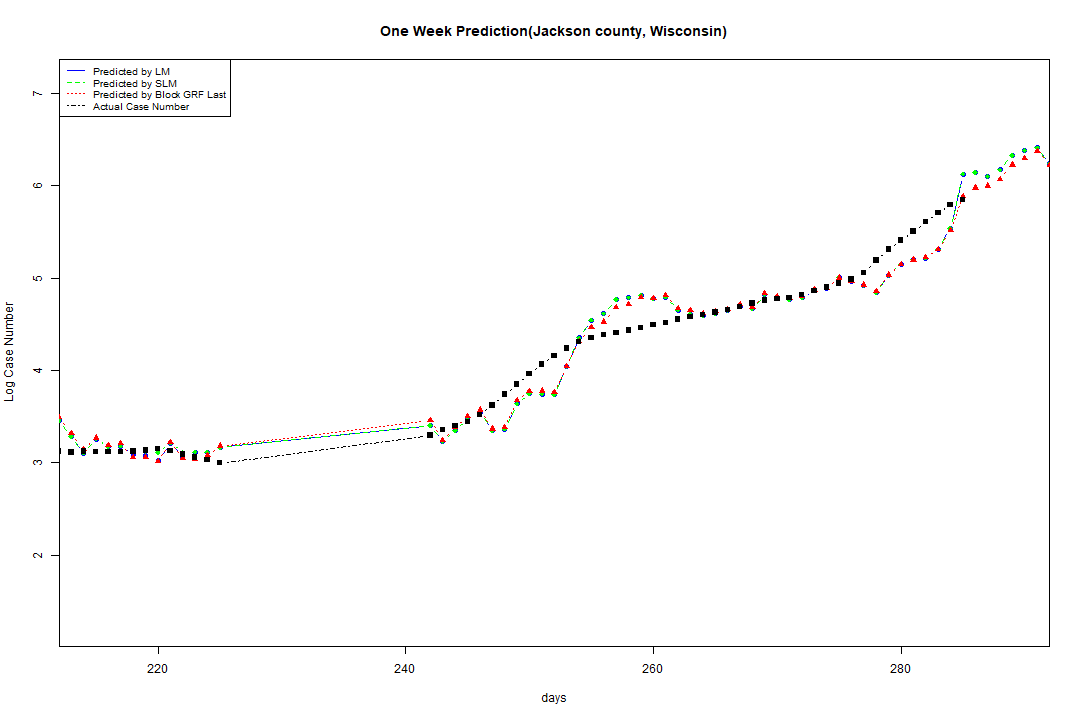 One Week Prediction(Jackson county, Wisconsin)
Predicted by LM
Predicted by SLM
Predicted by Block GRF Last
Actual Case Number
7
6
5
4
3
2
Log Case Number
220 240 260 280
days